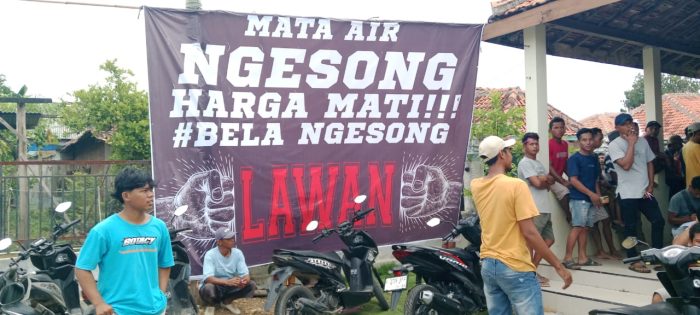 MATA AIR
NGESONG
HARGA MATI!!!
#BELA NGESONG
LAWAN